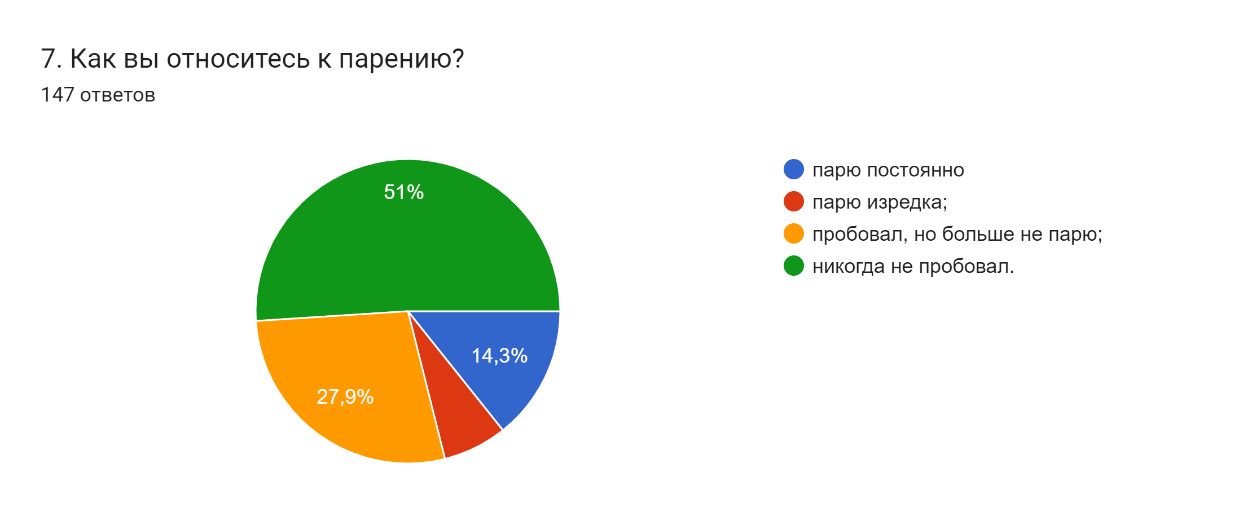 7. Как вы относитесь к парению?
147 ответов
51%
14,3%
27,9%
парю постоянно
парю изредка;
пробовал, но больше не парю;
никогда не пробовал.